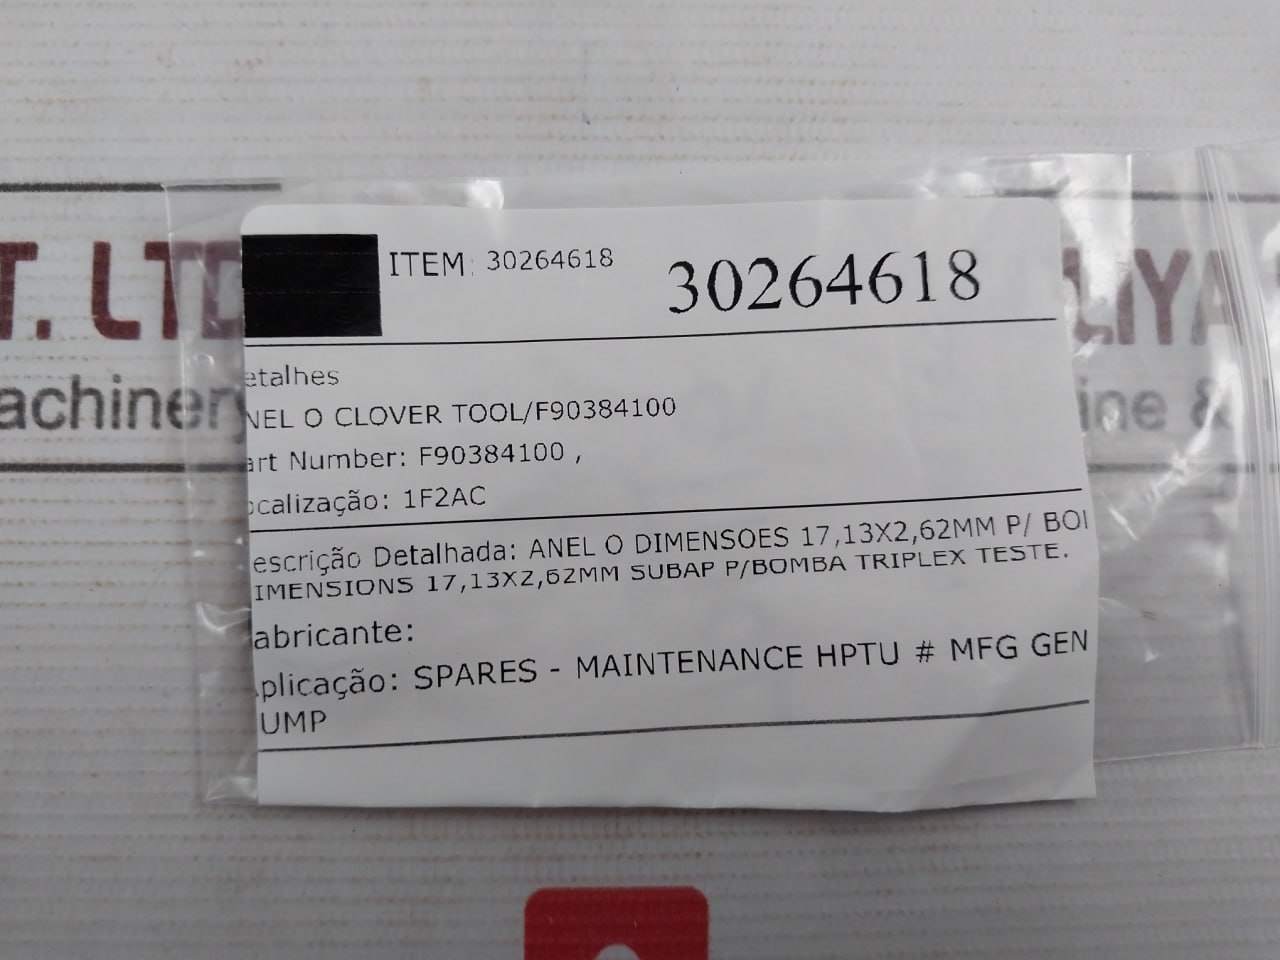 ITEM: 30264618
30264618
etalhes
NEL O CLOVER TOOL/F90384100
art Number: F90384100 ,
ocalização: 1F2AC
escrição Detalhada: ANEL O DIMENSOES 17,13X2,62MM P/ BOI
IMENSIONS 17,13X2,62MM SUBAP P/BOMBA TRIPLEX TESTE.
abricante:
plicação: SPARES - MAINTENANCE HPTU # MFG GEN
UMP
T. LTD
LIYA
achinery
ine &